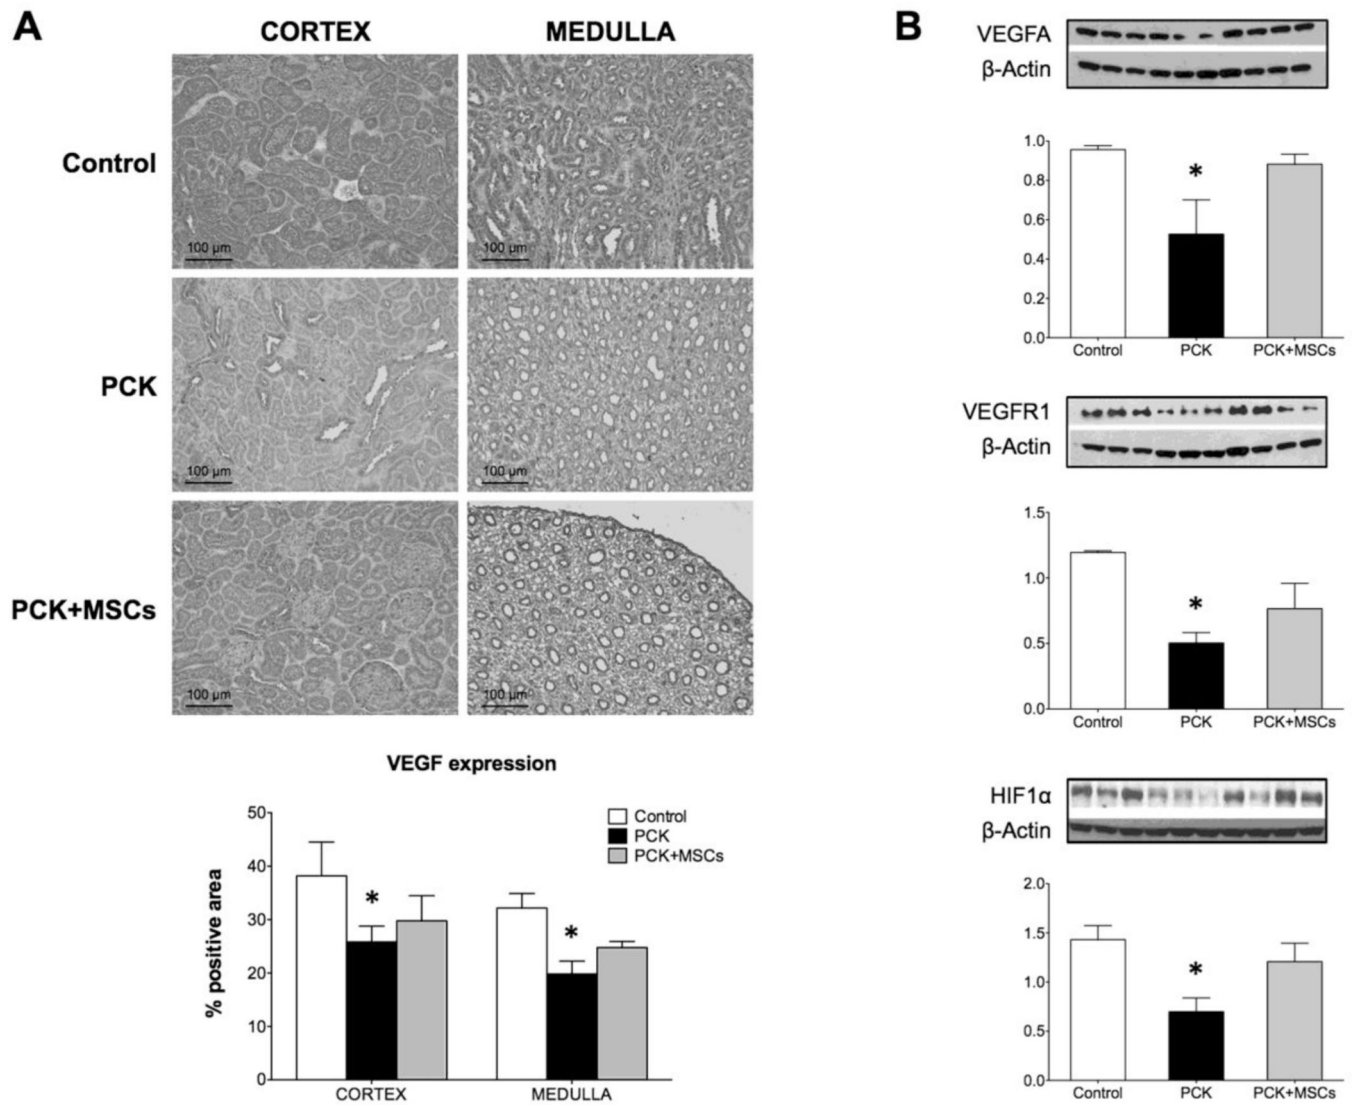 A
CORTEX
MEDULLA
Control
100 µm
100 µm
PCK
100 µm
100 µm
PCK+MSCs
100 µm
100 µm
VEGF expression
% positive area
50
40
30
20
10
0
Control
PCK
PCK+MSCs
*
*
CORTEX
MEDULLA
B
VEGFA
β-Actin
1.0
0.8
0.6
0.4
0.2
0.0
*
Control
PCK
PCK+MSCs
VEGFR1
β-Actin
1.5
1.0
0.5
0.0
*
Control
PCK
PCK+MSCs
HIF1α
β-Actin
2.0
1.5
1.0
0.5
0.0
*
Control
PCK
PCK+MSCs